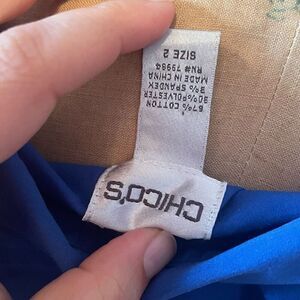 CHICO'S
67% COTTON
30% POLYESTER
3% SPANDEX
MADE IN CHINA
RN# 79984
SIZE 2